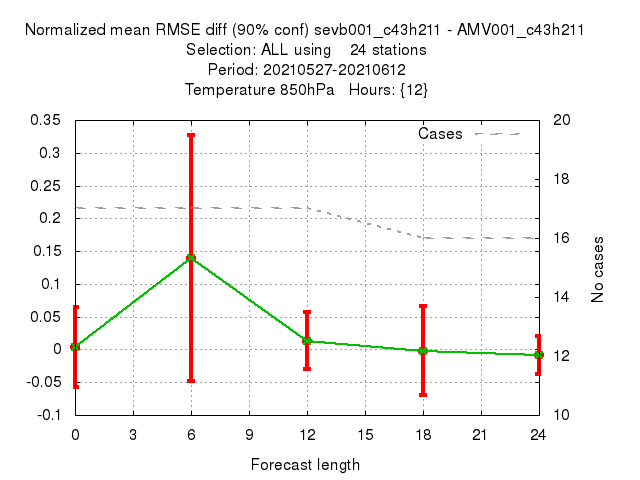 Normalized mean RMSE diff (90% conf) sevb001_c43h211 - AMV001_c43h211
Selection: ALL using    24 stations
Period: 20210527-20210612
Temperature 850hPa   Hours: {12}
Cases
0.35
0.3
0.25
0.2
0.15
0.1
0.05
0
-0.05
-0.1
20
18
16
14
12
10
No cases
0 3 6 9 12 15 18 21 24
Forecast length